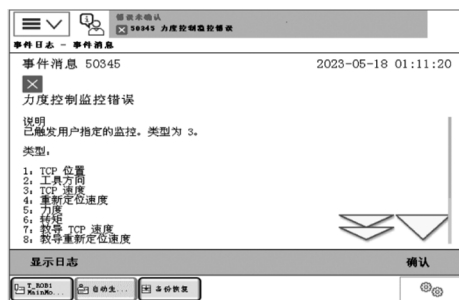 错误未确认
50345 力度控制监控错误
事件日志 - 事件消息
事件消息 50345
2023-05-18 01:11:20
力度控制监控错误
说明
已触发用户指定的监控。类型为 3。
类型:
1: TCP 位置
2: 工具方向
3: TCP 速度
4: 重新定位速度
5: 力度
6: 转矩
7: 教导 TCP 速度
8: 教导重新定位速度
显示日志
确认
T_ROB1
MainMo...
自动生...
备份恢复